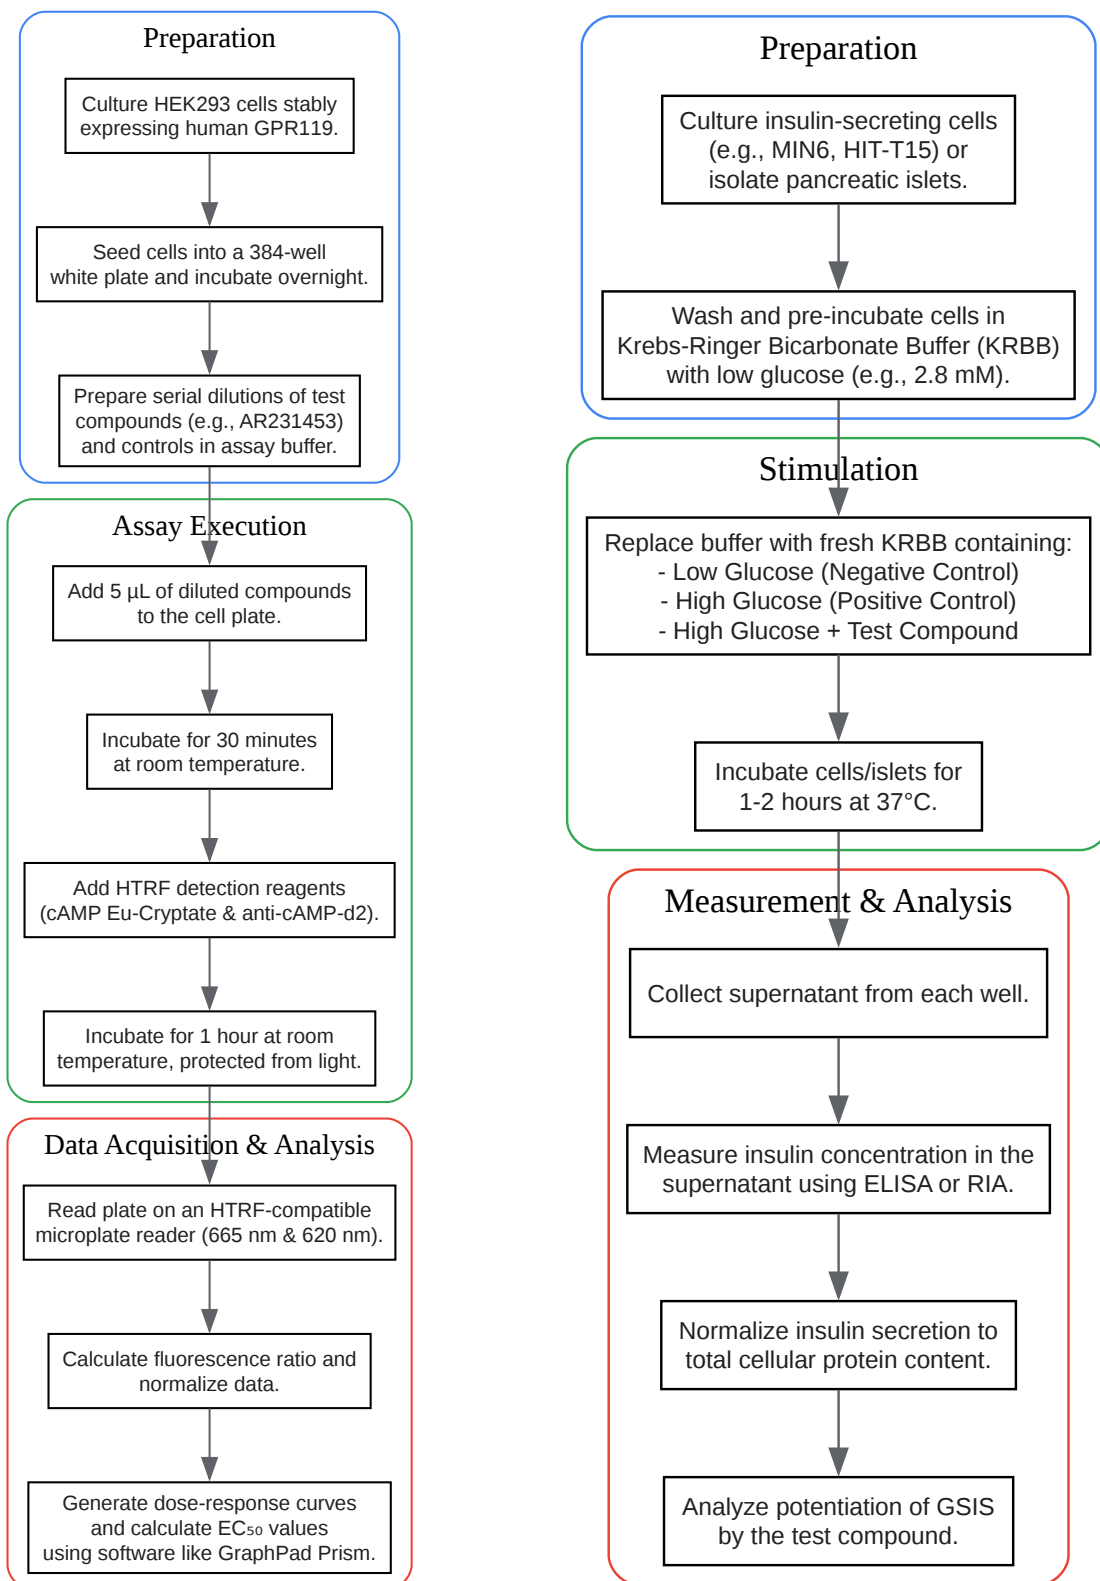 Preparation
Culture HEK293 cells stably
expressing human GPR119.
Seed cells into a 384-well
white plate and incubate overnight.
Prepare serial dilutions of test
compounds (e.g., AR231453)
and controls in assay buffer.
Assay Execution
Add 5 µL of diluted compounds
to the cell plate.
Incubate for 30 minutes
at room temperature.
Add HTRF detection reagents
(cAMP Eu-Cryptate & anti-cAMP-d2).
Incubate for 1 hour at room
temperature, protected from light.
Data Acquisition & Analysis
Read plate on an HTRF-compatible
microplate reader (665 nm & 620 nm).
Calculate fluorescence ratio and
normalize data.
Generate dose-response curves
and calculate EC₅₀ values
using software like GraphPad Prism.
Preparation
Culture insulin-secreting cells
(e.g., MIN6, HIT-T15) or
isolate pancreatic islets.
Wash and pre-incubate cells in
Krebs-Ringer Bicarbonate Buffer (KRBB)
with low glucose (e.g., 2.8 mM).
Stimulation
Replace buffer with fresh KRBB containing:
- Low Glucose (Negative Control)
- High Glucose (Positive Control)
- High Glucose + Test Compound
Incubate cells/islets for
1-2 hours at 37°C.
Measurement & Analysis
Collect supernatant from each well.
Measure insulin concentration in the
supernatant using ELISA or RIA.
Normalize insulin secretion to
total cellular protein content.
Analyze potentiation of GSIS
by the test compound.